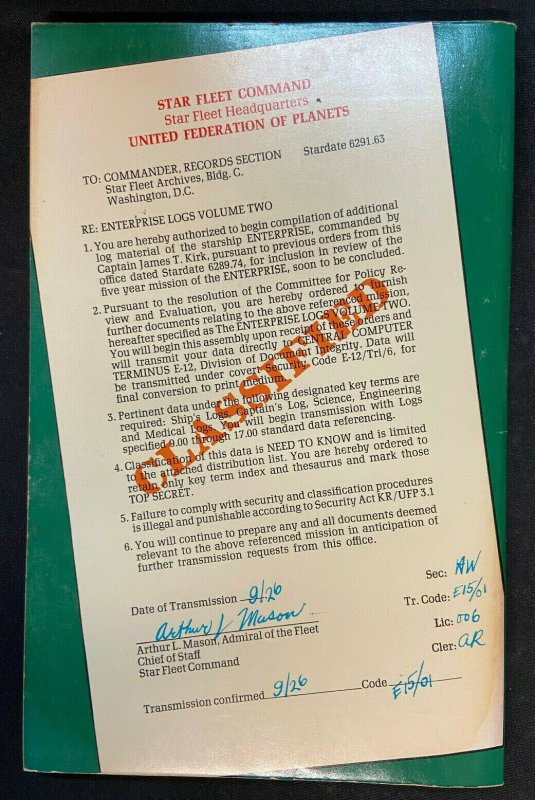 STAR FLEET COMMAND
Star Fleet Headquarters
UNITED FEDERATION OF PLANETS
Stardate 6291.63
TO: COMMANDER, RECORDS SECTION
Star Fleet Archives, Bldg. C.
Washington, D.C.
RE: ENTERPRISE LOGS VOLUME TWO
1. You are hereby authorized to begin compilation of additional
log material of the starship ENTERPRISE, commanded by
Captain James T. Kirk, pursuant to previous orders from this
office dated Stardate 6289.74, for inclusion in review of the
five year mission of the ENTERPRISE, soon to be concluded.
2. Pursuant to the resolution of the Committee for Policy Re-
view and Evaluation, you are hereby ordered to furnish
further documents relating to the above referenced mission,
hereafter specified as The ENTERPRISE LOGS VOLUME TWO.
You will begin this assembly upon receipt of these orders and
will transmit your data directly to CENTRAL COMPUTER
TERMINUS E-12, Division of Document Integrity. Data will
be transmitted under covert Security, Code E-12/Tri/6, for
final conversion to print medium.
3. Pertinent data under the following designated key terms are
required: Ship's Logs, Captain's Log, Science, Engineering
and Medical Logs. You will begin transmission with Logs
specified 9.00 through 17.00 standard data referencing.
4. Classification of this data is NEED TO KNOW and is limited
to the attached distribution list. You are hereby ordered to
retain only key term index and thesaurus and mark those
TOP SECRET.
CLASSIFIED
5. Failure to comply with security and classification procedures
is illegal and punishable according to Security Act KR/UFP 3.1
6. You will continue to prepare any and all documents deemed
relevant to the above referenced mission in anticipation of
further transmission requests from this office.
Sec: AW
Date of Transmission 9/26
Tr. Code: E15/01
Arthur L Mason
Lic: 006
Arthur L. Mason, Admiral of the Fleet
Cler: AR
Chief of Staff
Star Fleet Command
Transmission confirmed 9/26 Code E15/01